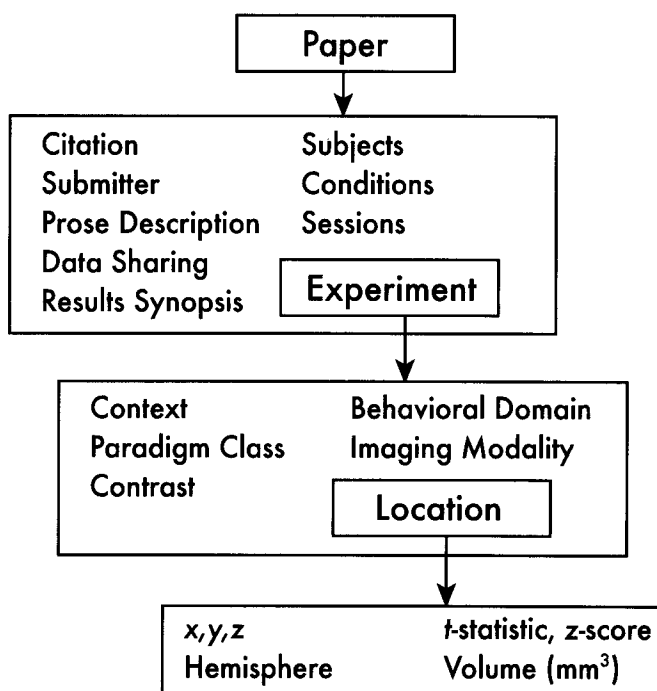 Paper
Citation
Submitter
Prose Description
Data Sharing
Results Synopsis
Subjects
Conditions
Sessions
Experiment
Context
Paradigm Class
Contrast
Behavioral Domain
Imaging Modality
Location
x,y,z
Hemisphere
t-statistic, z-score
Volume (mm³)